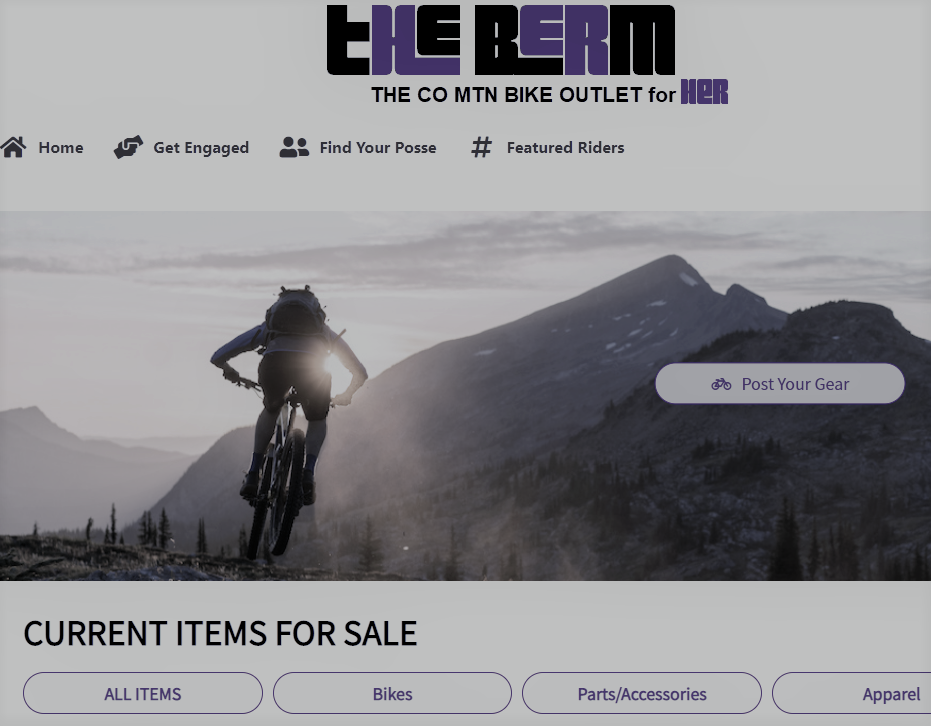 tHE BERM
THE CO MTN BIKE OUTLET for HeR
Home Get Engaged Find Your Posse # Featured Riders
Post Your Gear
CURRENT ITEMS FOR SALE
ALL ITEMS Bikes Parts/Accessories Apparel